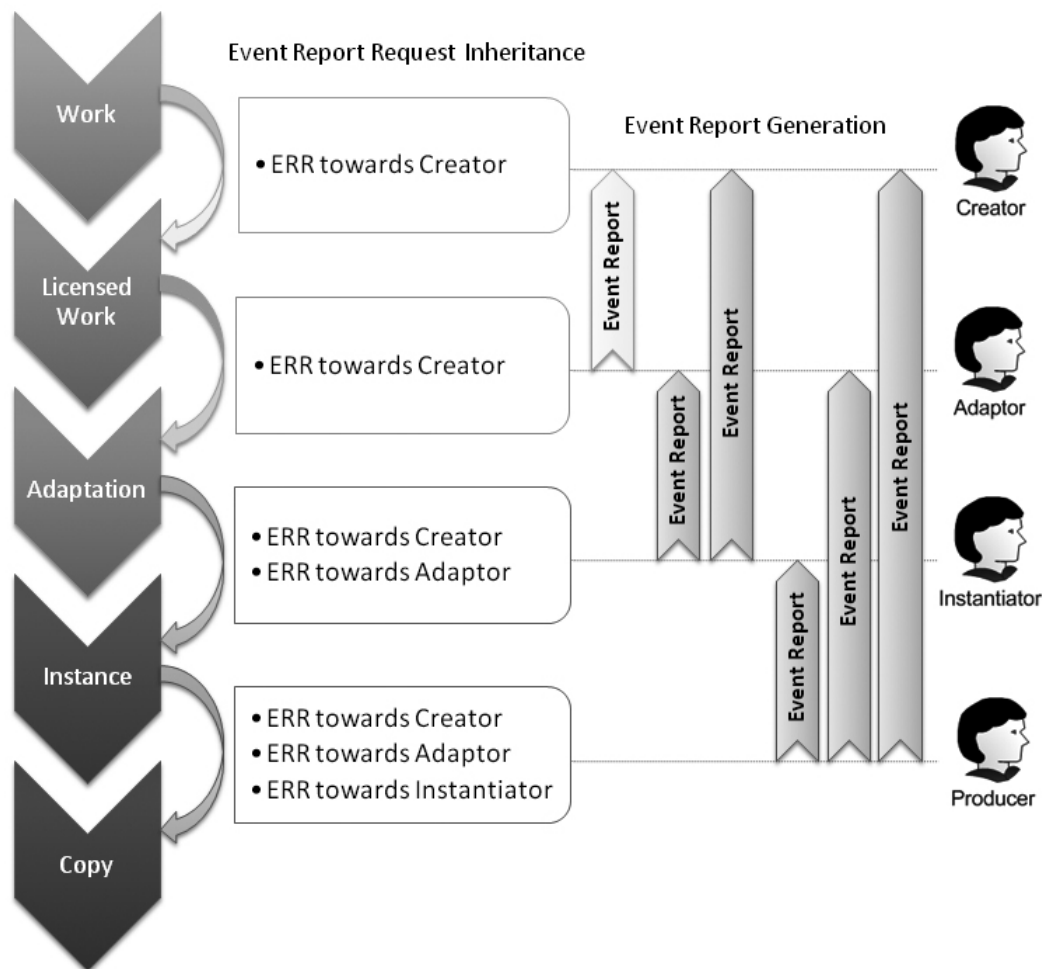 Event Report Request Inheritance
Work
• ERR towards Creator
Event Report Generation
Creator
Licensed
Work
• ERR towards Creator
Event Report
Event Report
Event Report
Adaptor
Adaptation
• ERR towards Creator
• ERR towards Adaptor
Event Report
Event Report
Event Report
Instantiator
Instance
• ERR towards Creator
• ERR towards Adaptor
• ERR towards Instantiator
Producer
Copy